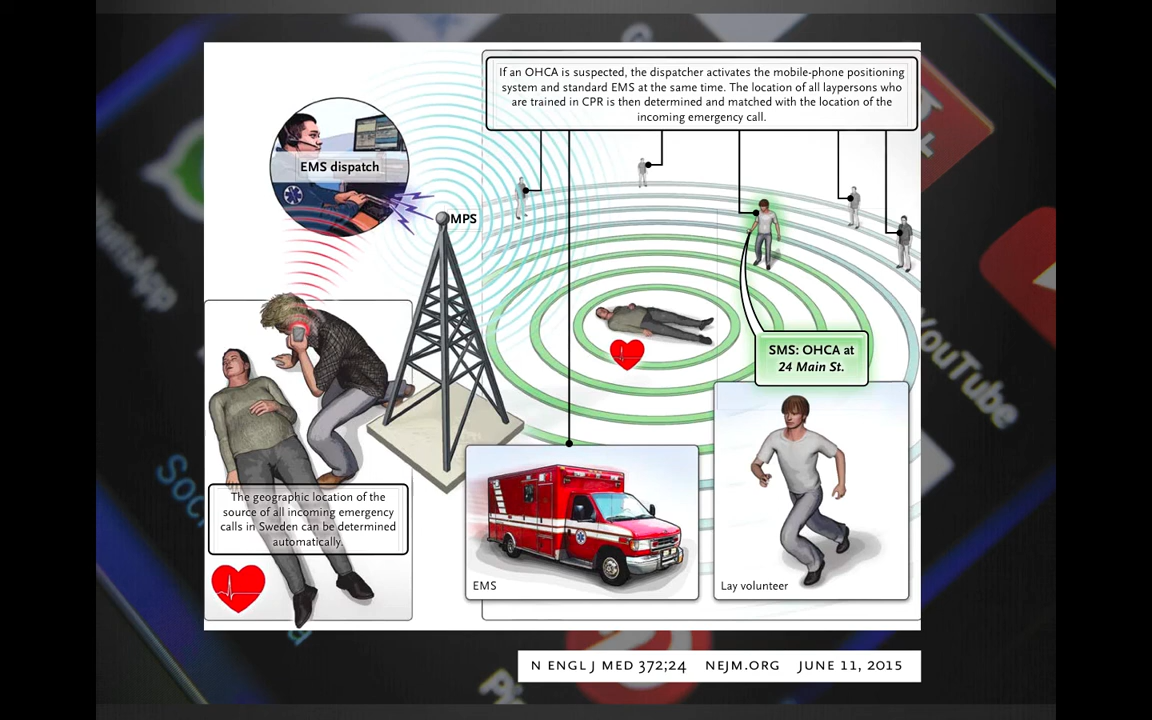 If an OHCA is suspected, the dispatcher activates the mobile-phone positioning
system and standard EMS at the same time. The location of all laypersons who
are trained in CPR is then determined and matched with the location of the
incoming emergency call.
EMS dispatch
MPS
SMS: OHCA at
24 Main St.
The geographic location of the
source of all incoming emergency
calls in Sweden can be determined
automatically.
EMS
Lay volunteer
WhatsApp
YouTube
N ENGL J MED 372;24 NEJM.ORG JUNE 11, 2015